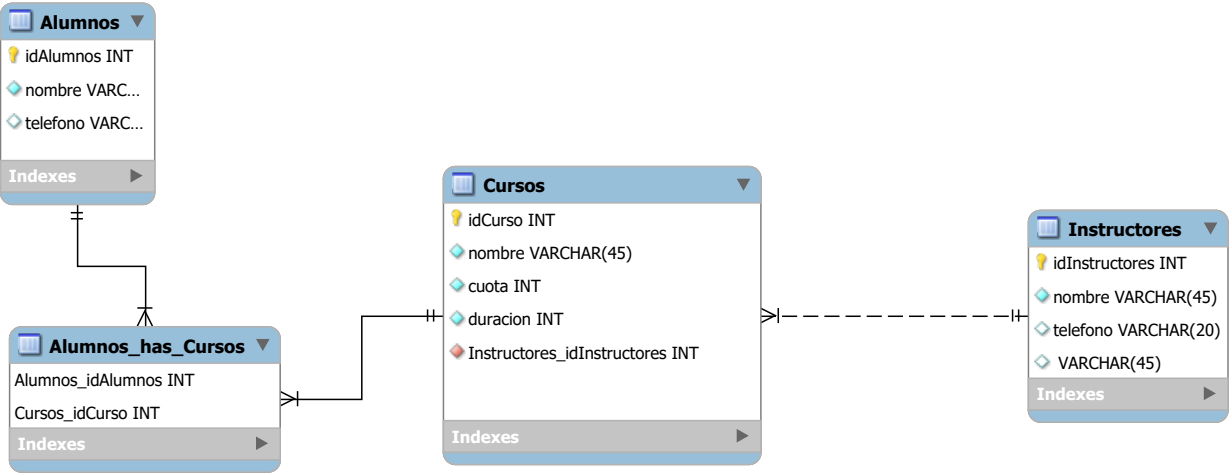 Alumnos
idAlumnos INT
nombre VARC...
telefono VARC...
Indexes
Alumnos_has_Cursos
Alumnos_idAlumnos INT
Cursos_idCurso INT
Indexes
Cursos
idCurso INT
nombre VARCHAR(45)
cuota INT
duracion INT
Instructores_idInstructores INT
Indexes
Instructores
idInstructores INT
nombre VARCHAR(45)
telefono VARCHAR(20)
VARCHAR(45)
Indexes